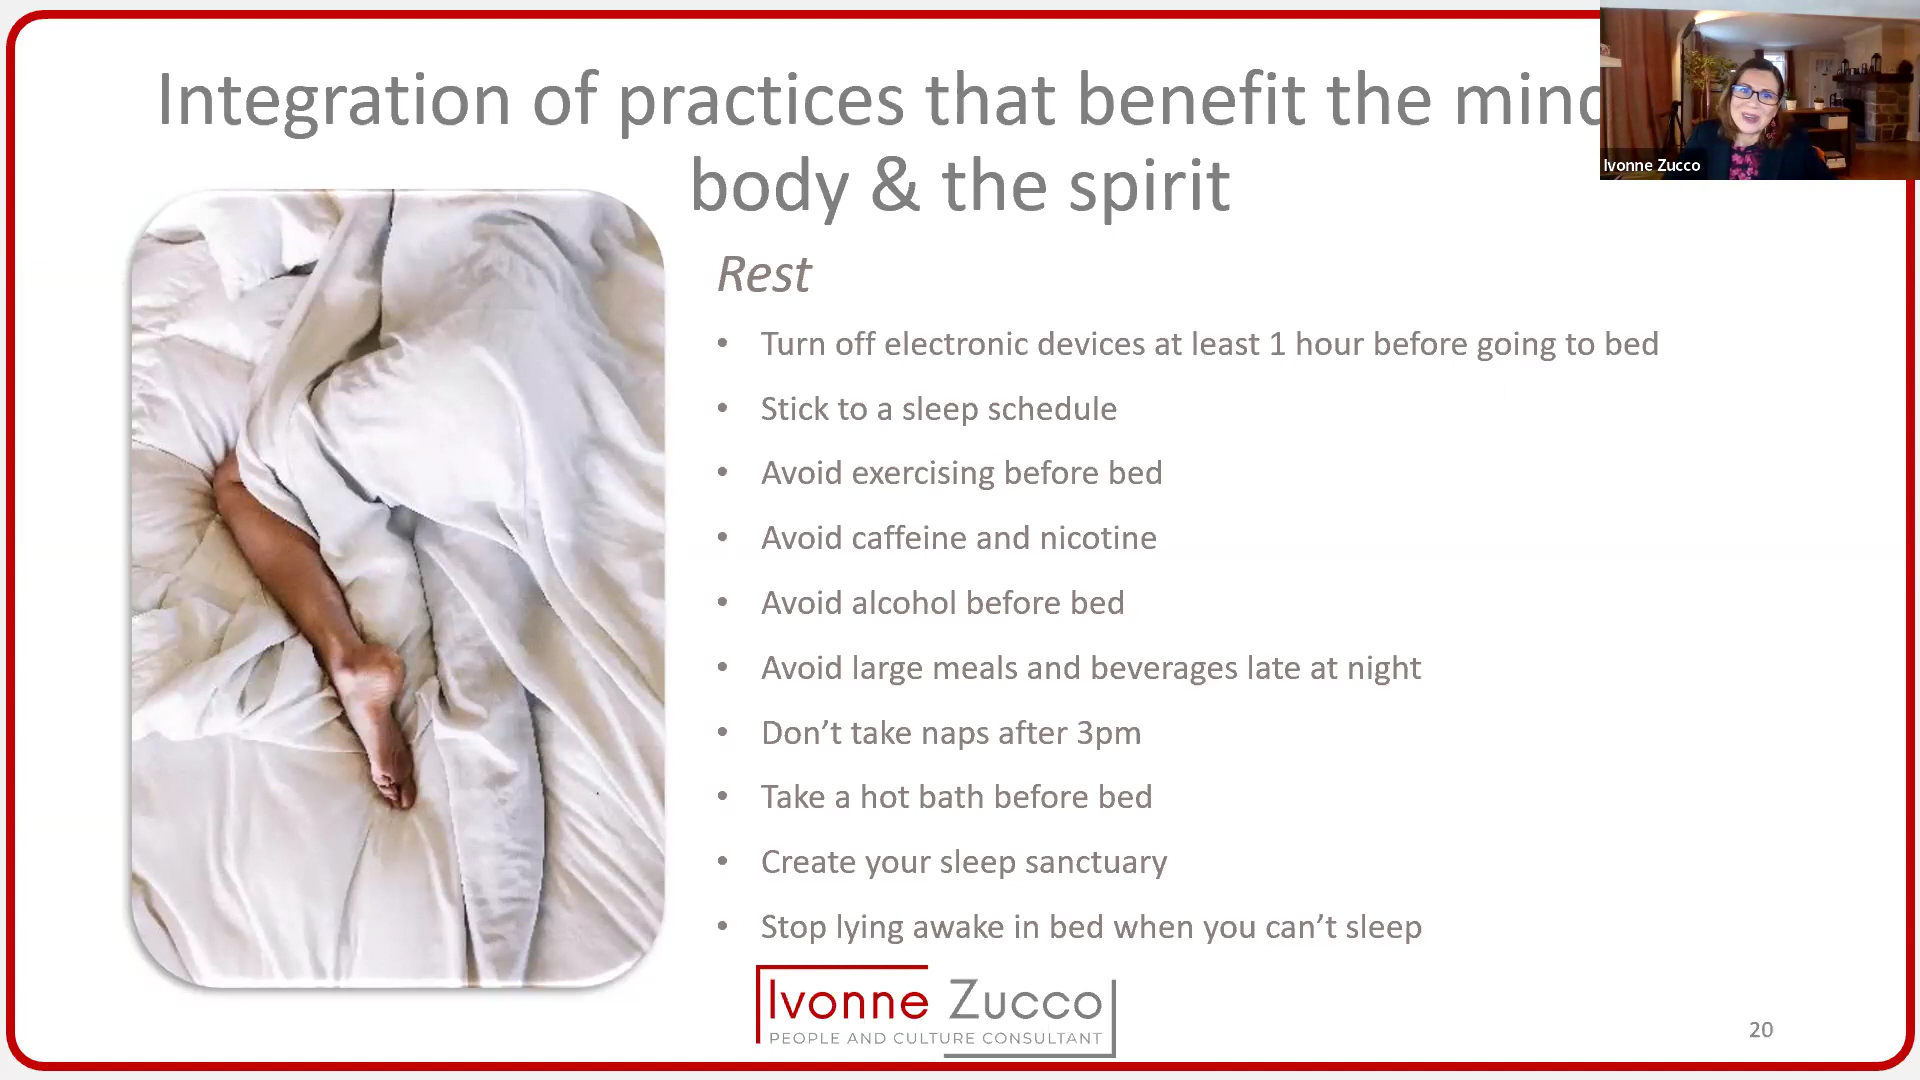 Integration of practices that benefit the mind
body & the spirit
Ivonne Zucco
Rest
• Turn off electronic devices at least 1 hour before going to bed
• Stick to a sleep schedule
• Avoid exercising before bed
• Avoid caffeine and nicotine
• Avoid alcohol before bed
• Avoid large meals and beverages late at night
• Don’t take naps after 3pm
• Take a hot bath before bed
• Create your sleep sanctuary
• Stop lying awake in bed when you can’t sleep
Ivonne Zucco
PEOPLE AND CULTURE CONSULTANT
20